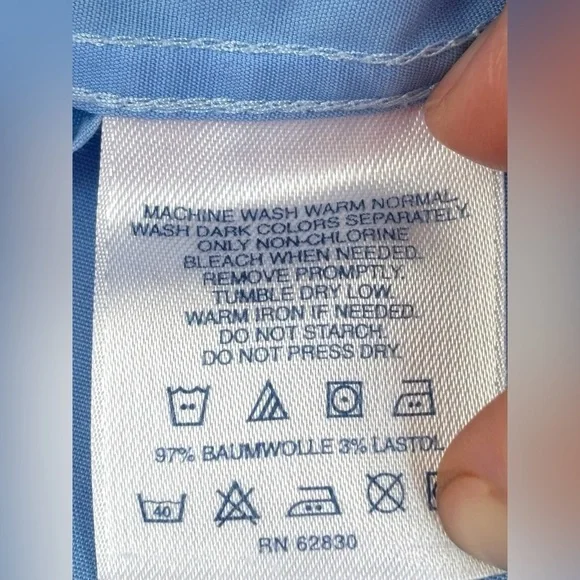 MACHINE WASH WARM NORMAL.
WASH DARK COLORS SEPARATELY.
ONLY NON-CHLORINE
BLEACH WHEN NEEDED.
REMOVE PROMPTLY.
TUMBLE DRY LOW.
WARM IRON IF NEEDED.
DO NOT STARCH.
DO NOT PRESS DRY.
97% BAUMWOLLE 3% LASTOL
40
RN 62830